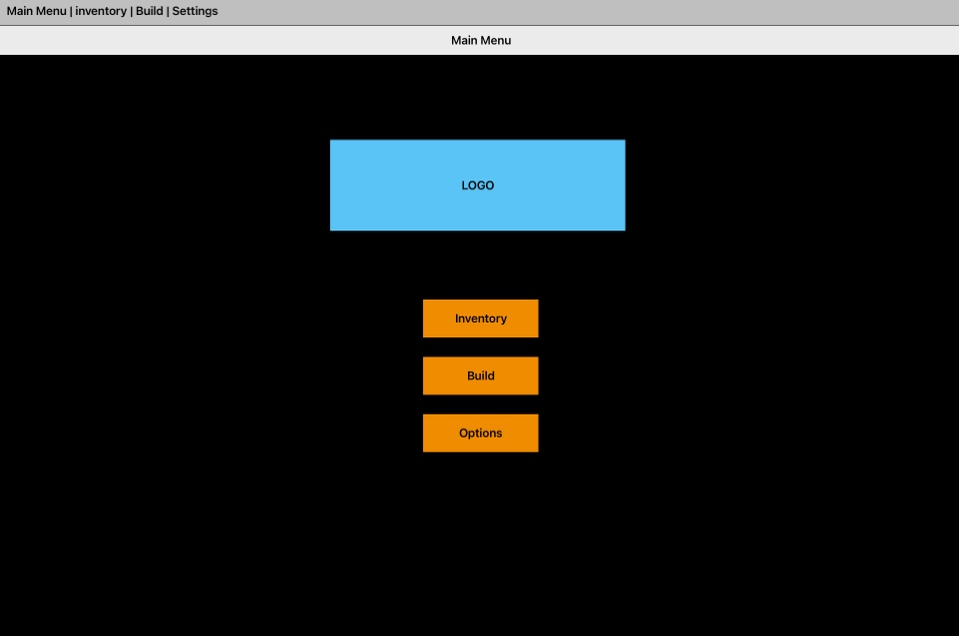 Main Menu | inventory | Build | Settings
Main Menu
LOGO
Inventory
Build
Options